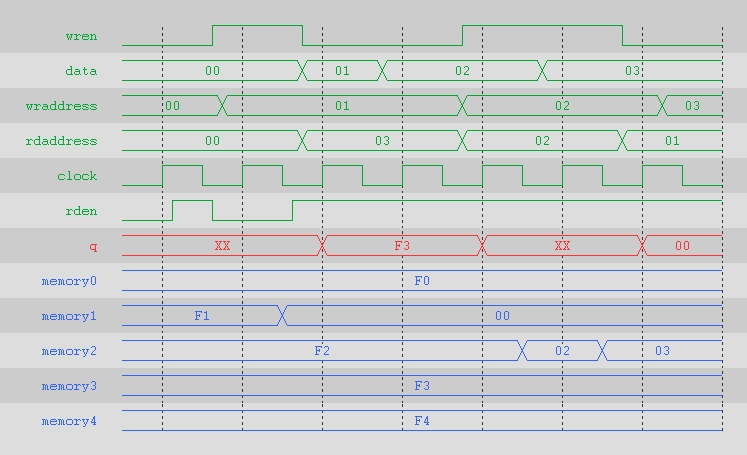 wren
data 00 01 02 03
wraddress 00 01 02 03
rdaddress 00 03 02 01
clock
rden
q XX F3 XX 00
memory0 F0
memory1 F1 00
memory2 F2 02 03
memory3 F3
memory4 F4